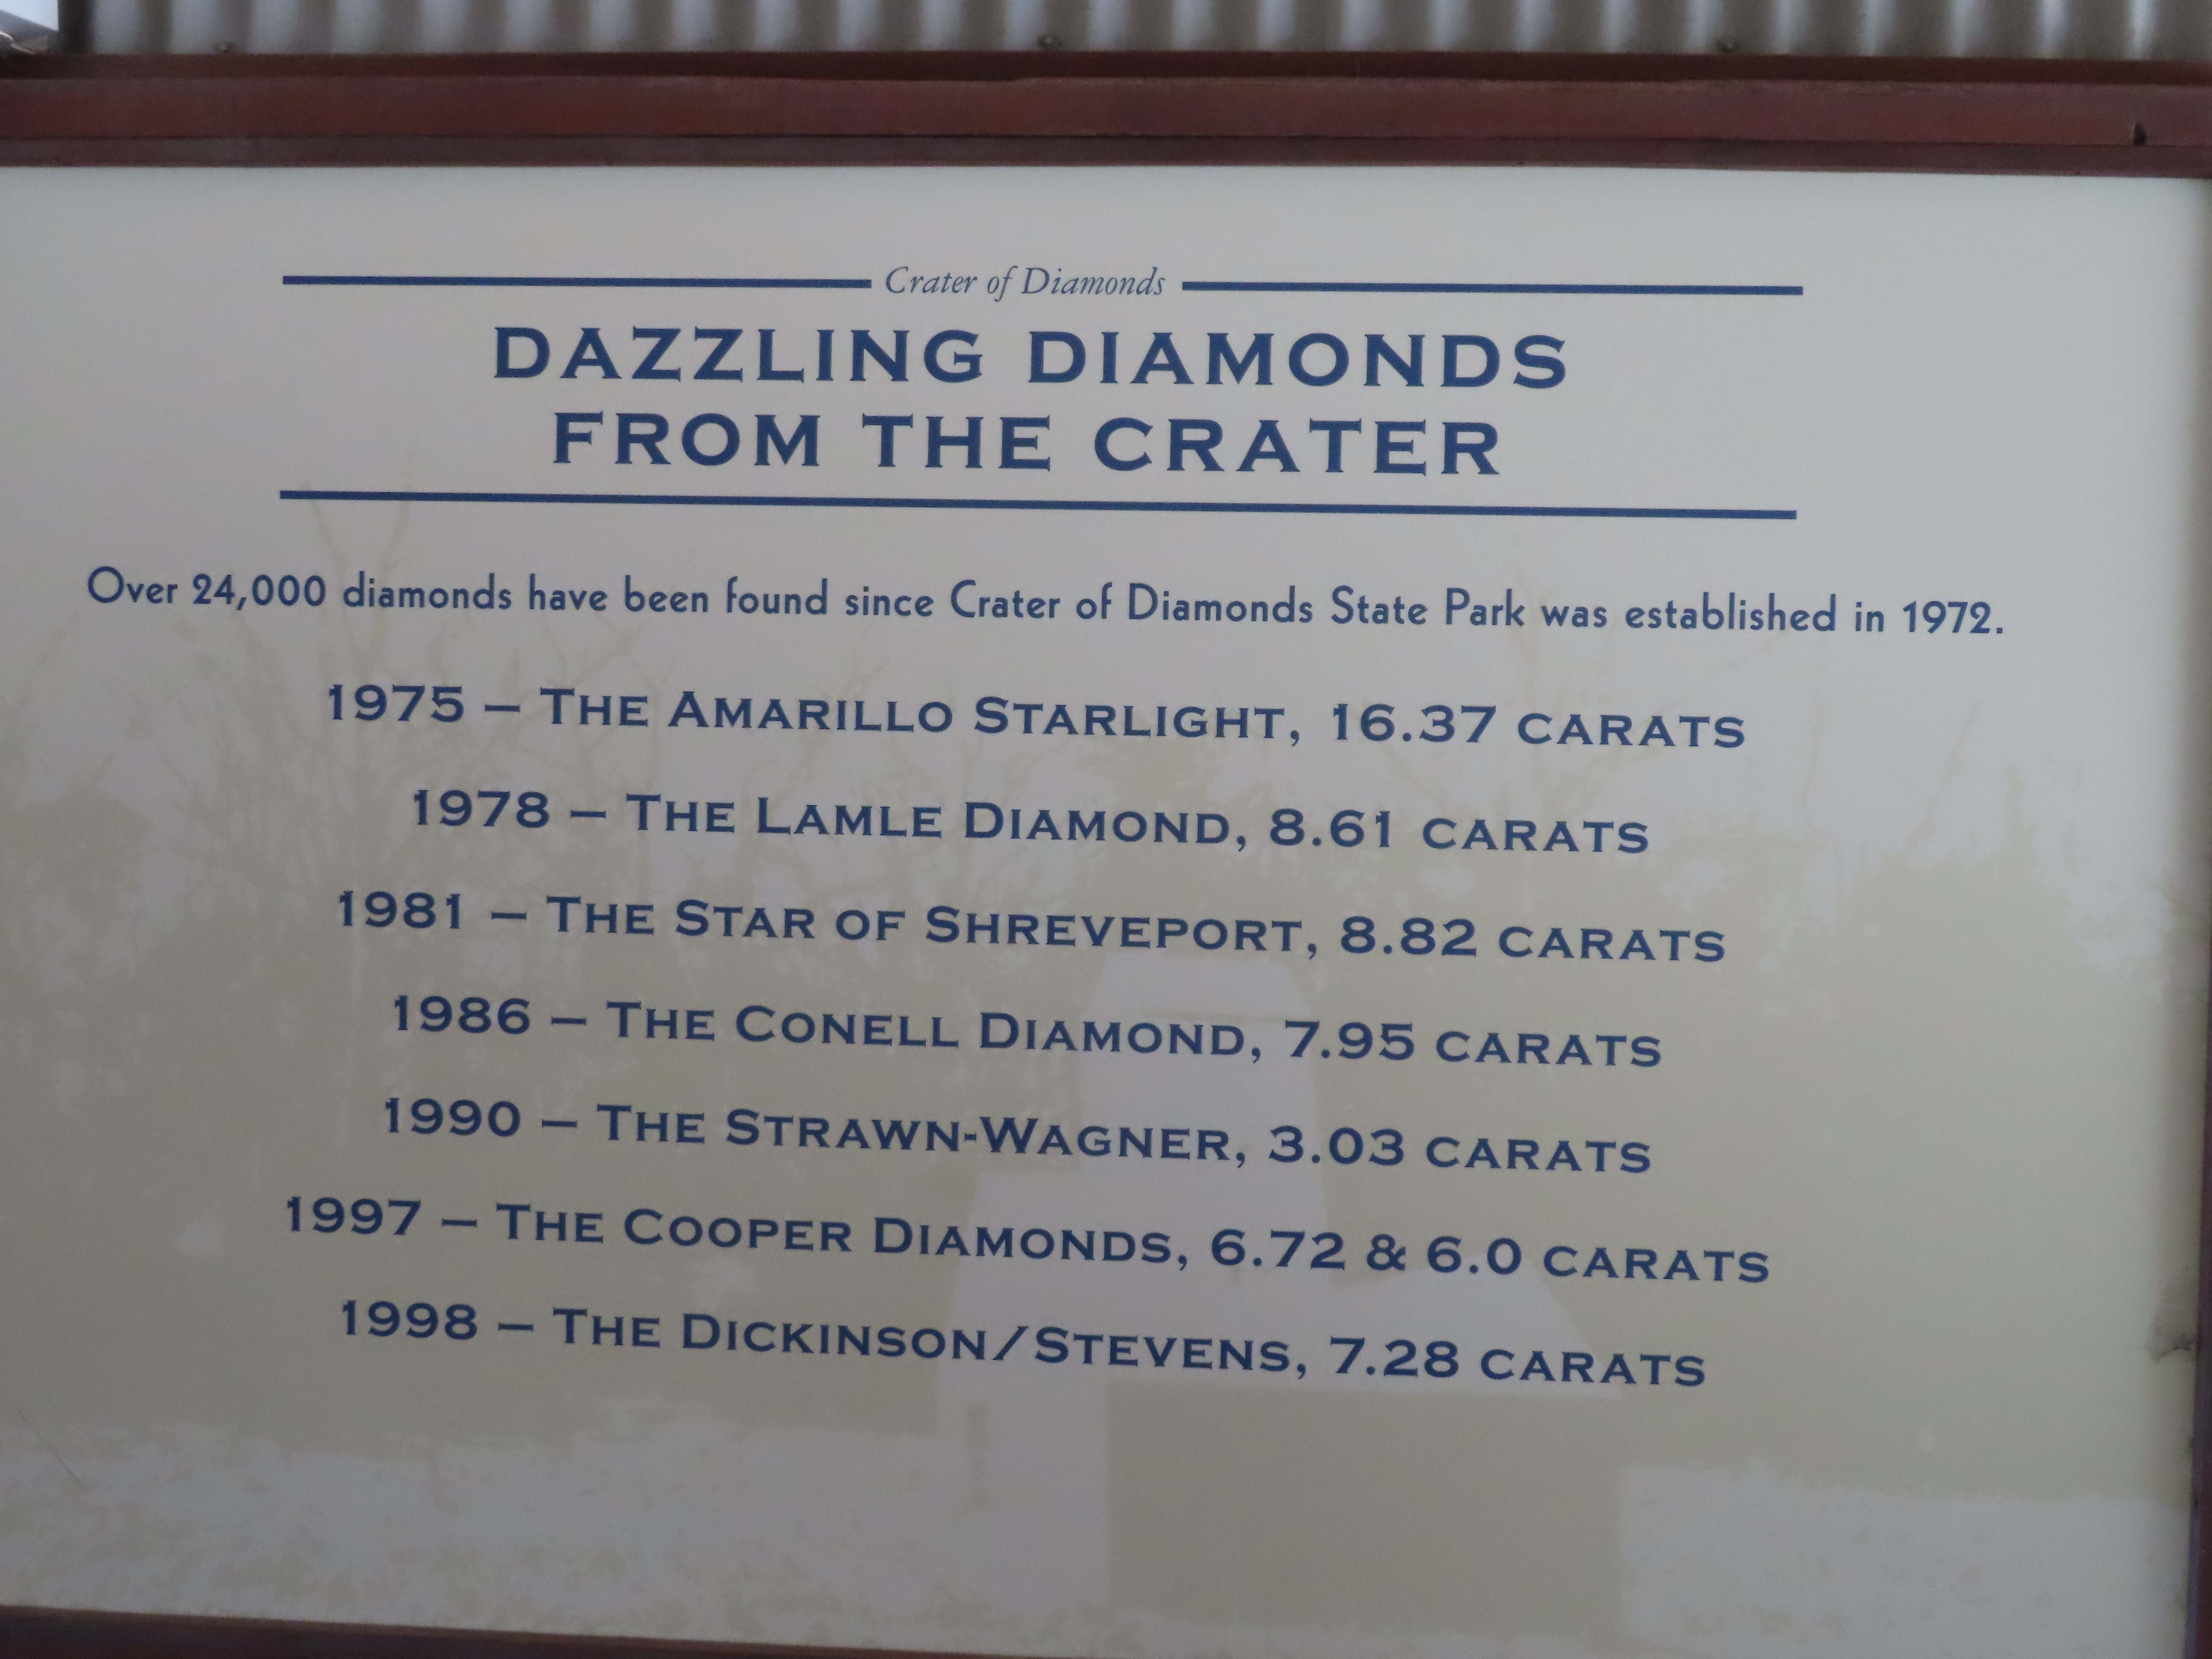 Crater of Diamonds
DAZZLING DIAMONDS
FROM THE CRATER
Over 24,000 diamonds have been found since Crater of Diamonds State Park was established in 1972.
1975 – THE AMARILLO STARLIGHT, 16.37 CARATS
1978 – THE LAMLE DIAMOND, 8.61 CARATS
1981 – THE STAR OF SHREVEPORT, 8.82 CARATS
1986 – THE CONELL DIAMOND, 7.95 CARATS
1990 – THE STRAWN-WAGNER, 3.03 CARATS
1997 – THE COOPER DIAMONDS, 6.72 & 6.0 CARATS
1998 – THE DICKINSON/STEVENS, 7.28 CARATS